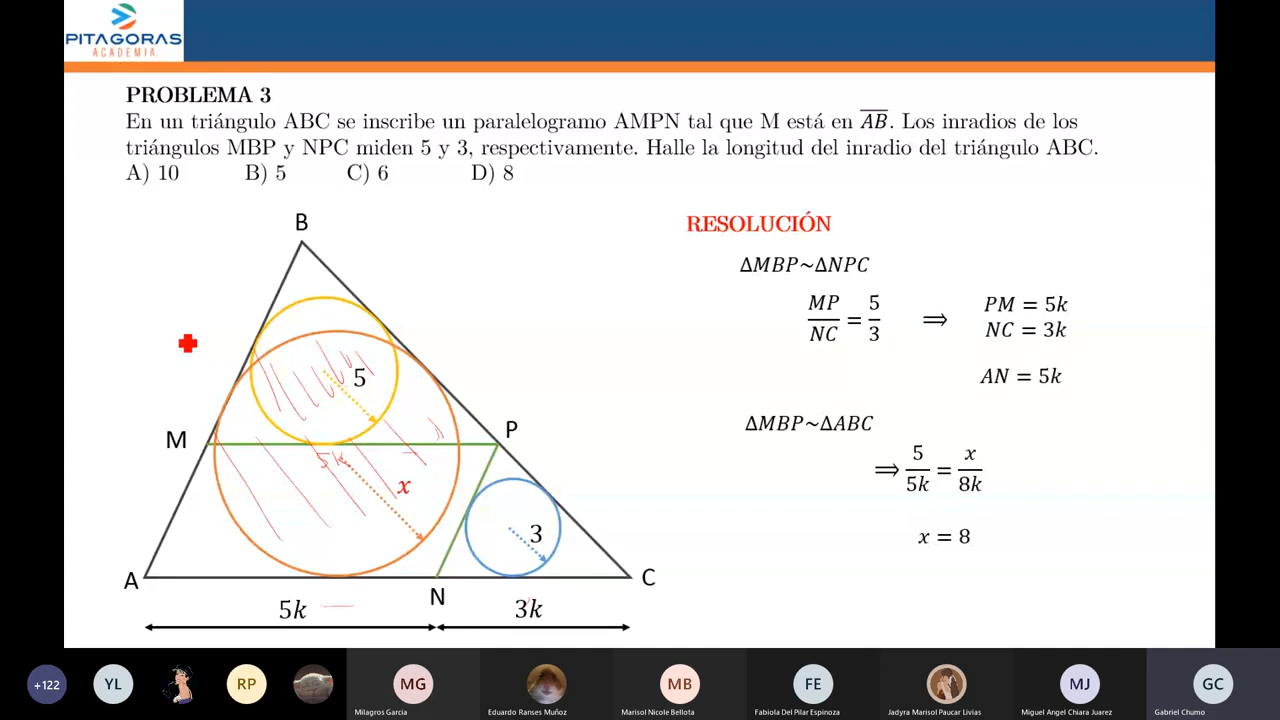 PITAGORAS
ACADEMIA
PROBLEMA 3
En un triángulo ABC se inscribe un paralelogramo AMPN tal que M está en AB. Los inradios de los
triángulos MBP y NPC miden 5 y 3, respectivamente. Halle la longitud del inradio del triángulo ABC.
A) 10 B) 5 C) 6 D) 8
B
M
P
5
5k
x
3
A
N
C
5k
3k
RESOLUCIÓN
ΔMBP~ΔNPC
MP/NC = 5/3 ⟹ PM = 5k
NC = 3k
AN = 5k
ΔMBP~ΔABC
⟹ 5/5k = x/8k
x = 8
+122
YL
RP
MG
MB
FE
MJ
GC
Milagros Garcia
Eduardo Ranses Muñoz
Marisol Nicole Bellota
Fabiola Del Pilar Espinoza
Jadyra Marisol Paucar Livias
Miguel Angel Chiara Juarez
Gabriel Chumo